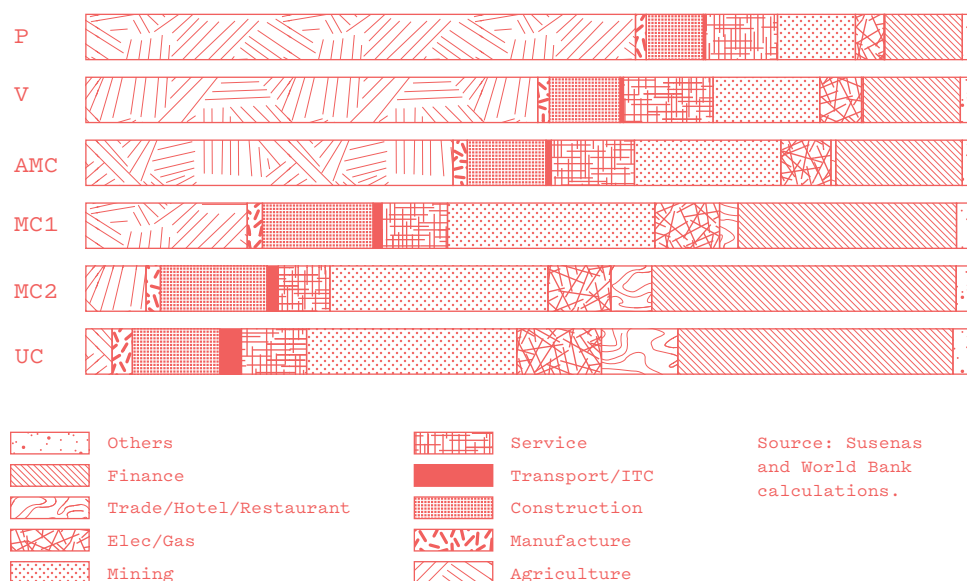 P
V
AMC
MC1
MC2
UC
Others
Finance
Trade/Hotel/Restaurant
Elec/Gas
Mining
Service
Transport/ITC
Construction
Manufacture
Agriculture
Source: Susenas
and World Bank
calculations.